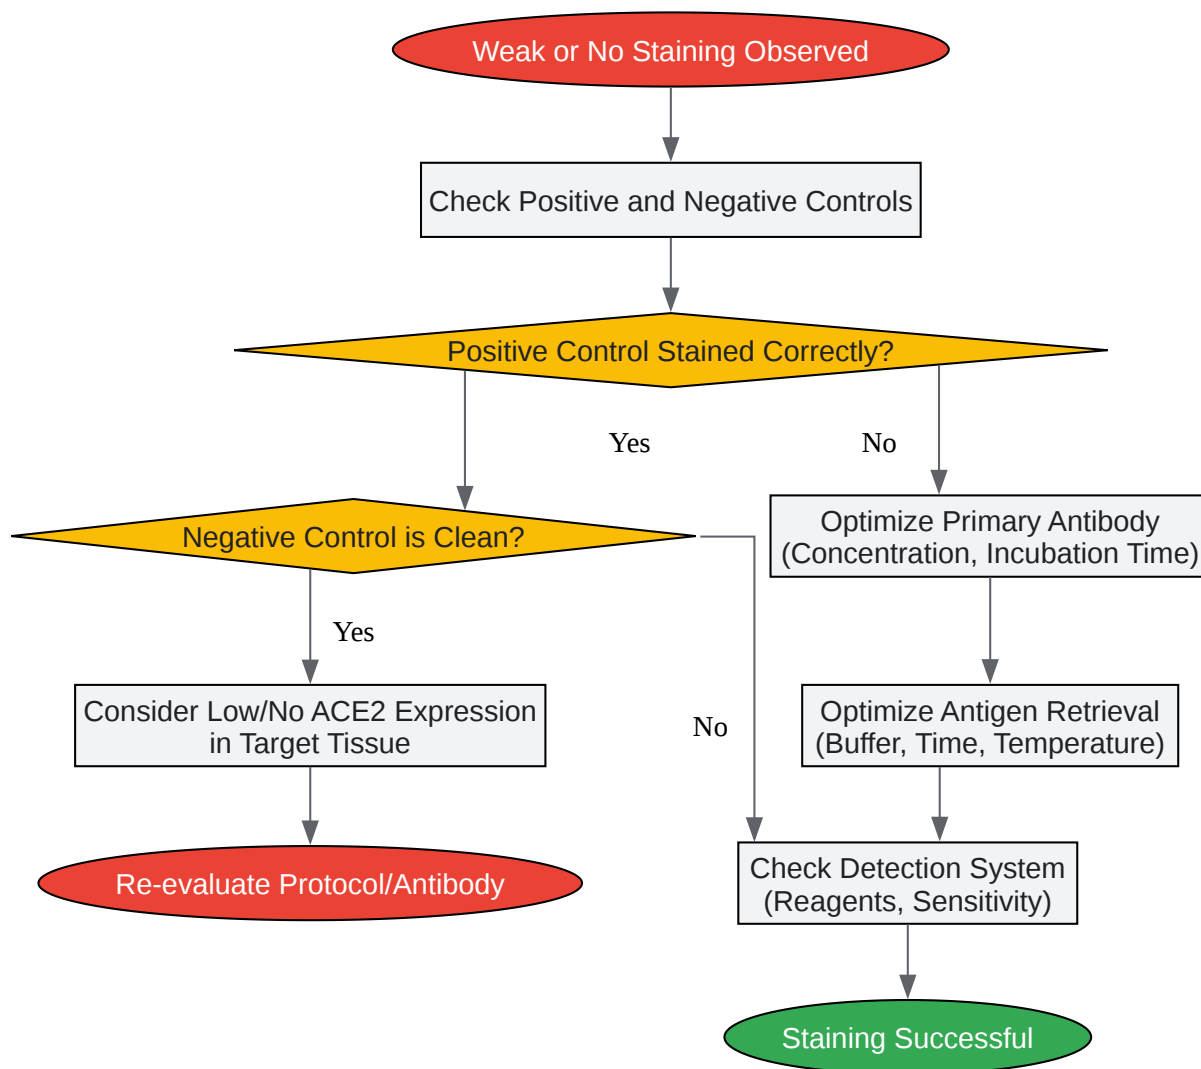 Weak or No Staining Observed
Check Positive and Negative Controls
Positive Control Stained Correctly?
Yes
No
Negative Control is Clean?
Optimize Primary Antibody
(Concentration, Incubation Time)
Yes
Consider Low/No ACE2 Expression
in Target Tissue
No
Optimize Antigen Retrieval
(Buffer, Time, Temperature)
Re-evaluate Protocol/Antibody
Check Detection System
(Reagents, Sensitivity)
Staining Successful